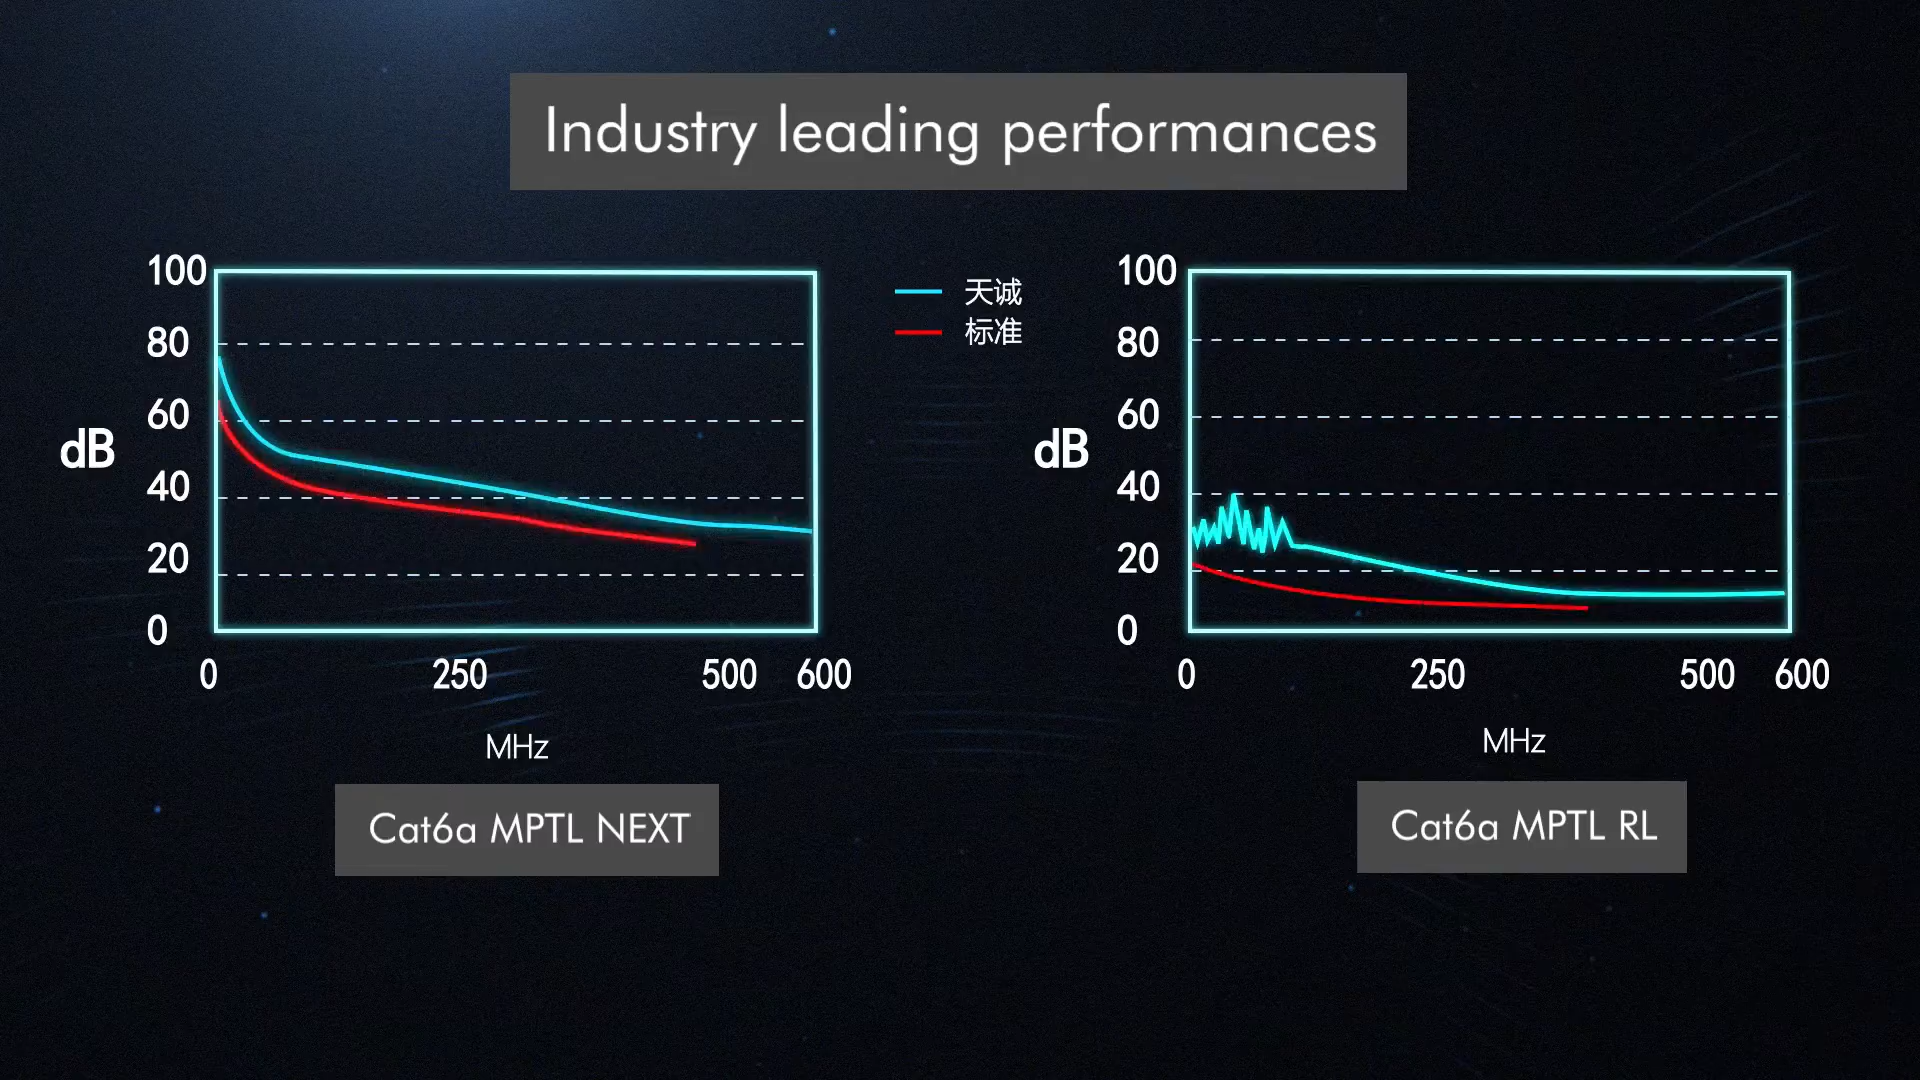 Industry leading performances
100
80
60
40
20
0
dB
0 250 500 600
MHz
Cat6a MPTL NEXT
天诚
标准
100
80
60
40
20
0
dB
0 250 500 600
MHz
Cat6a MPTL RL